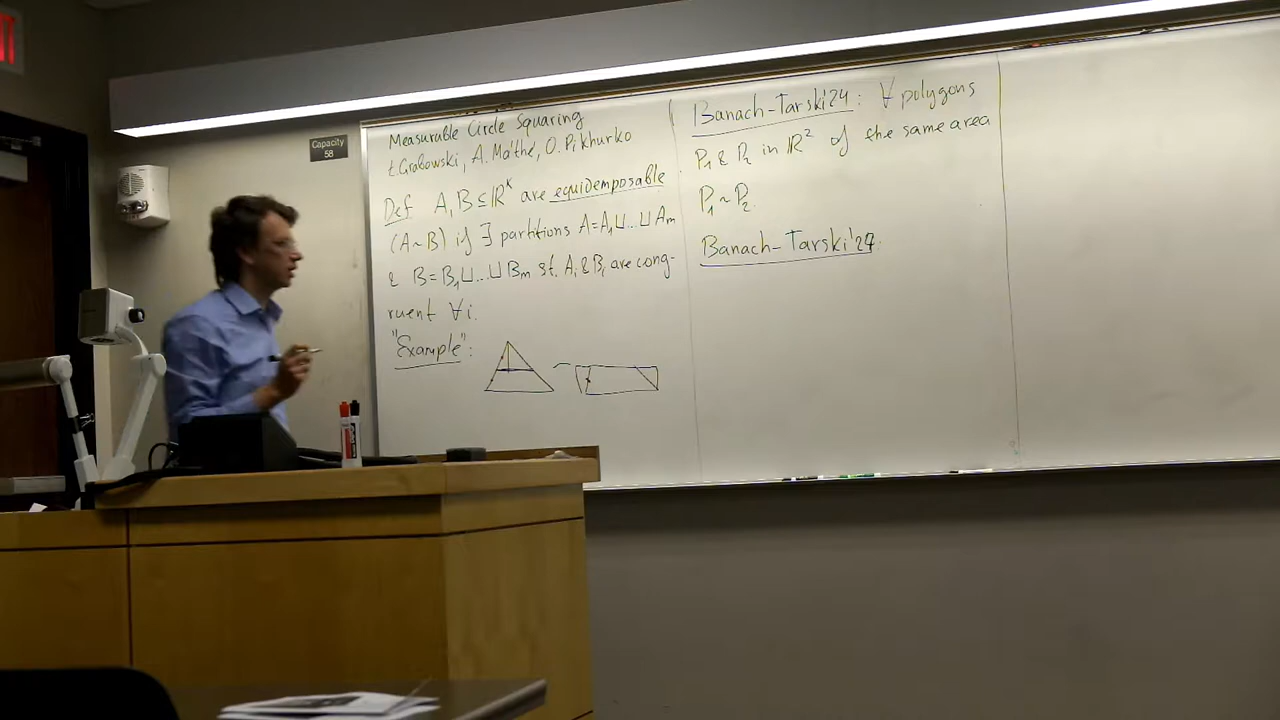 Capacity
58
Measurable Circle Squaring
Ł. Grabowski, A. Máthé, O. Pikhurko
Def A, B ⊆ ℝᵏ are equidemposable
(A ~ B) if ∃ partitions A = A₁ ⊔ ... ⊔ Aₘ
& B = B₁ ⊔ ... ⊔ Bₘ st. Aᵢ & Bᵢ are cong-
ruent ∀i.
"Example":
~
Banach-Tarski'24: ∀ polygons
P₁ & P₂ in ℝ² of the same area
P₁ ~ P₂.
Banach-Tarski'24.